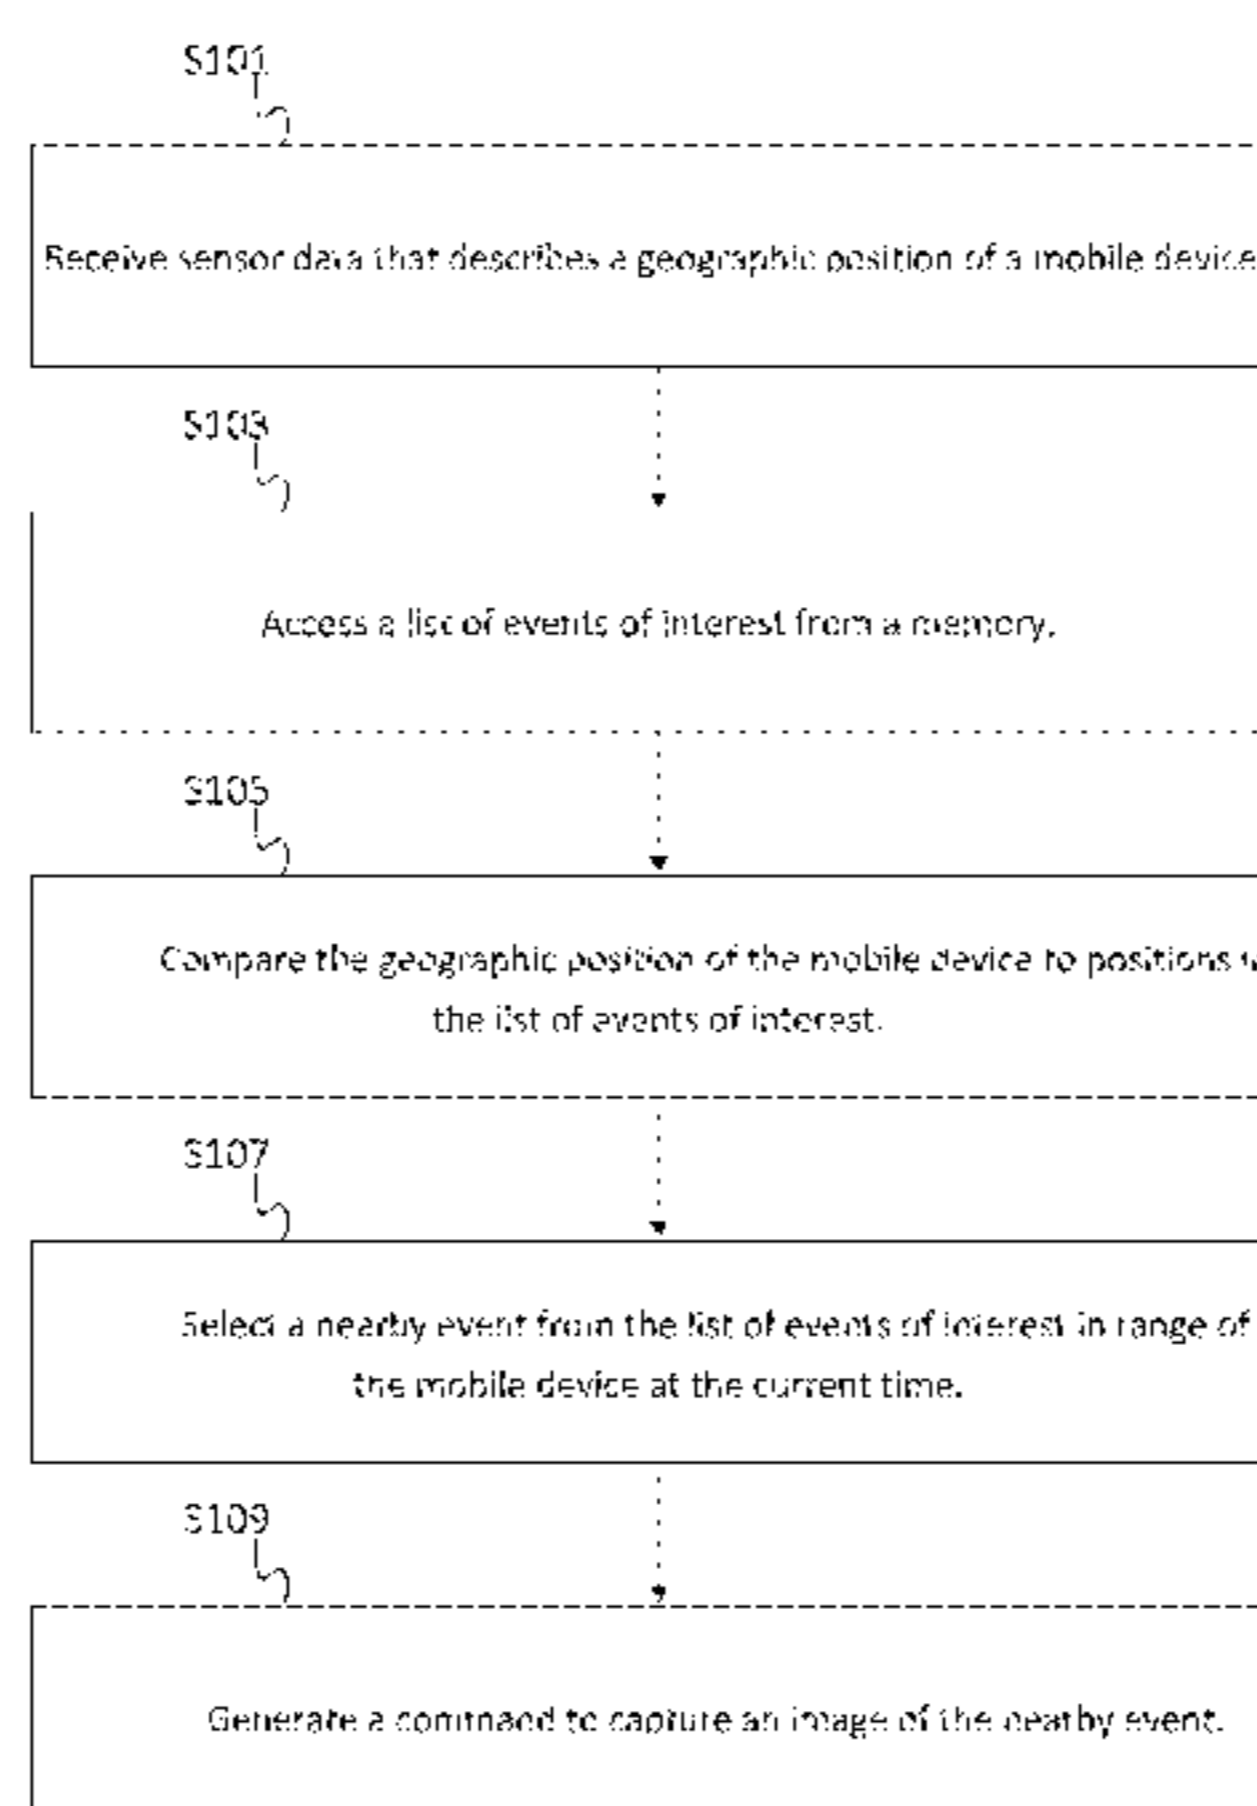 S101
Receive sensor data that describes a geographic position of a mobile device
S103
Access a list of events of interest from a memory.
S105
Compare the geographic position of the mobile device to positions
the list of events of interest.
S107
Select a nearby event from the list of events of interest in range of
the mobile device at the current time.
S109
Generate a command to capture an image of the nearby event.